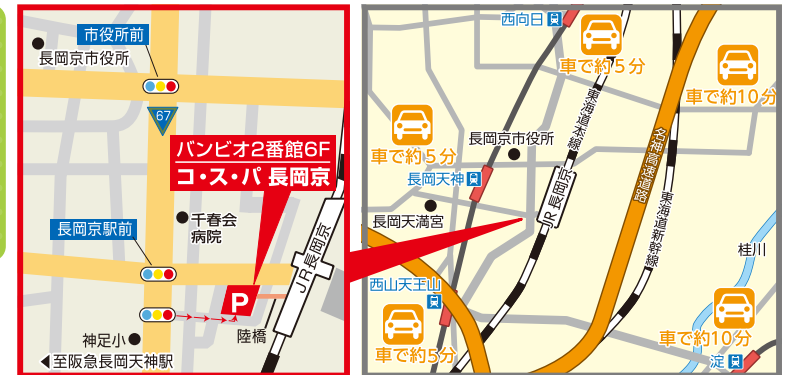 市役所前
長岡京市役所
67
バンビオ2番館6F
コ・ス・パ 長岡京
長岡京駅前
千春会
病院
JR長岡京
P
陸橋
神足小
至阪急長岡天神駅
西向日
車で約5分
車で約10分
東海道本線
車で約5分
長岡京市役所
名神高速道路
長岡天神
JR長岡京
東海道新幹線
長岡天満宮
桂川
西山天王山
車で約5分
車で約10分
淀